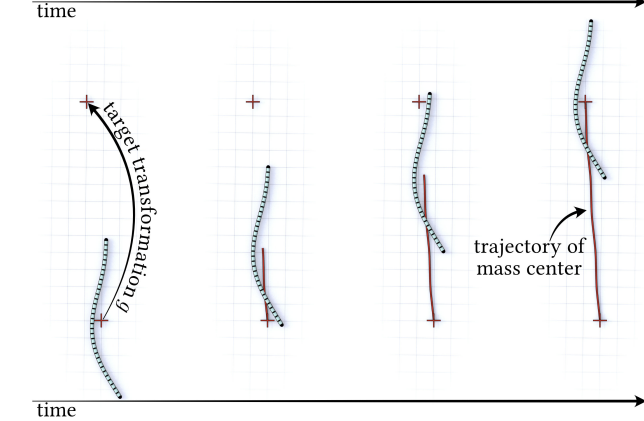 time
target transformation g
trajectory of
mass center
time